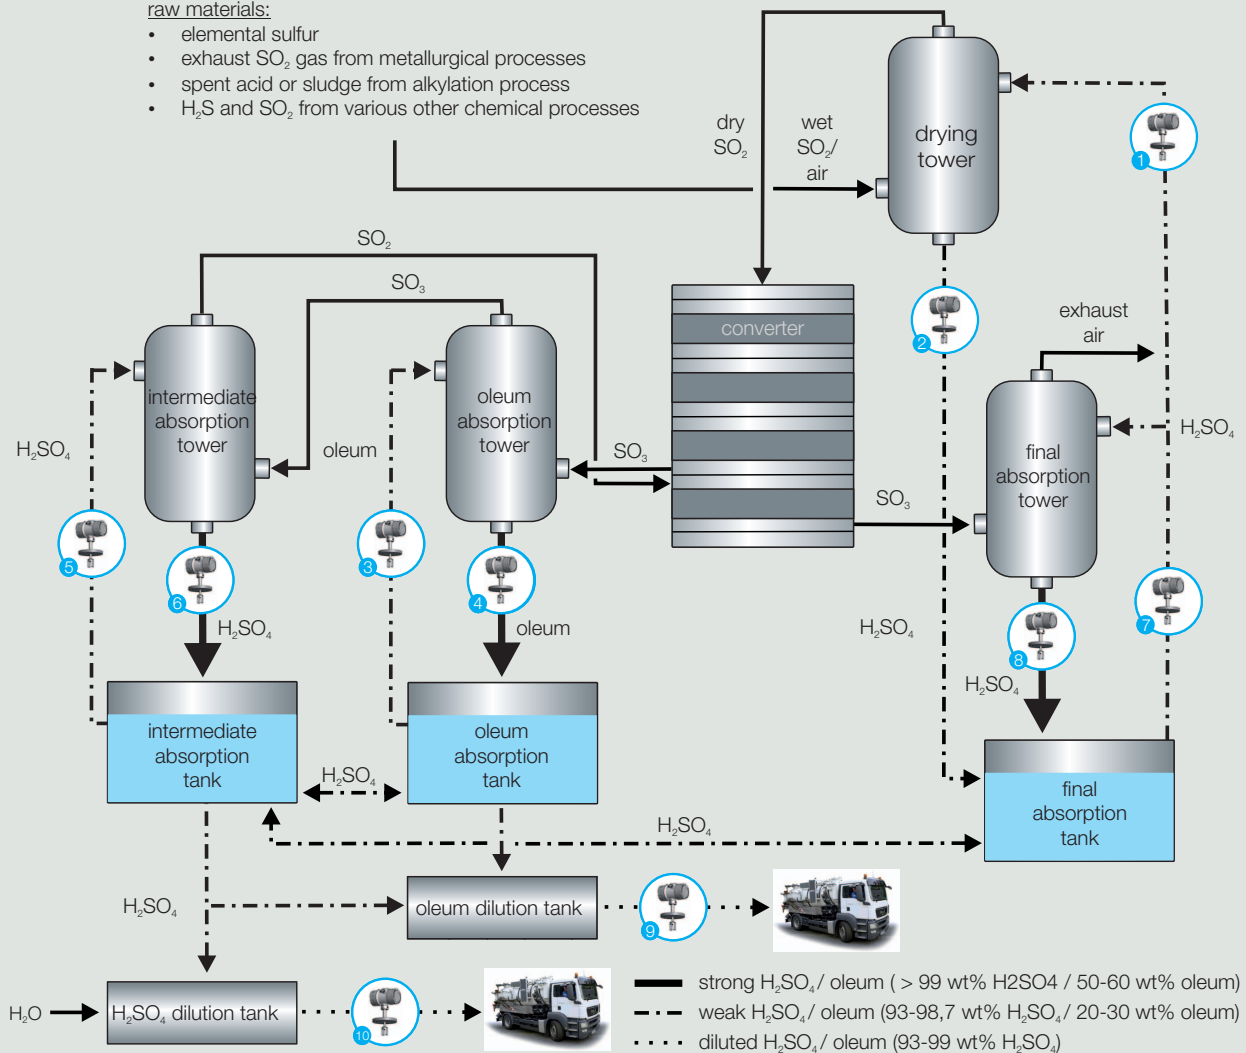 raw materials:
• elemental sulfur
• exhaust SO₂ gas from metallurgical processes
• spent acid or sludge from alkylation process
• H₂S and SO₂ from various other chemical processes
dry
SO₂
wet
SO₂/
air
drying
tower
1
SO₂
SO₃
2
converter
exhaust
air
intermediate
absorption
tower
oleum
absorption
tower
H₂SO₄
oleum
SO₃
final
absorption
tower
H₂SO₄
SO₃
5
6
3
4
7
8
H₂SO₄
oleum
H₂SO₄
H₂SO₄
intermediate
absorption
tank
oleum
absorption
tank
H₂SO₄
final
absorption
tank
H₂SO₄
H₂SO₄
oleum dilution tank
9
H₂O
H₂SO₄ dilution tank
10
strong H₂SO₄/ oleum ( > 99 wt% H2SO4 / 50-60 wt% oleum)
weak H₂SO₄/ oleum (93-98,7 wt% H₂SO₄ / 20-30 wt% oleum)
diluted H₂SO₄ / oleum (93-99 wt% H₂SO₄)